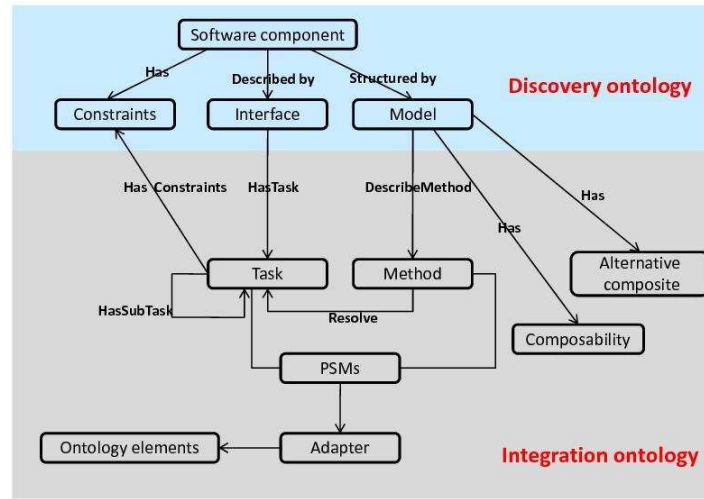 Software component
Has
Described by
Structured by
Discovery ontology
Constraints
Interface
Model
Has Constraints
HasTask
DescribeMethod
Has
Has
Task
Method
Alternative
composite
HasSubTask
Resolve
Composability
PSMs
Ontology elements
Adapter
Integration ontology